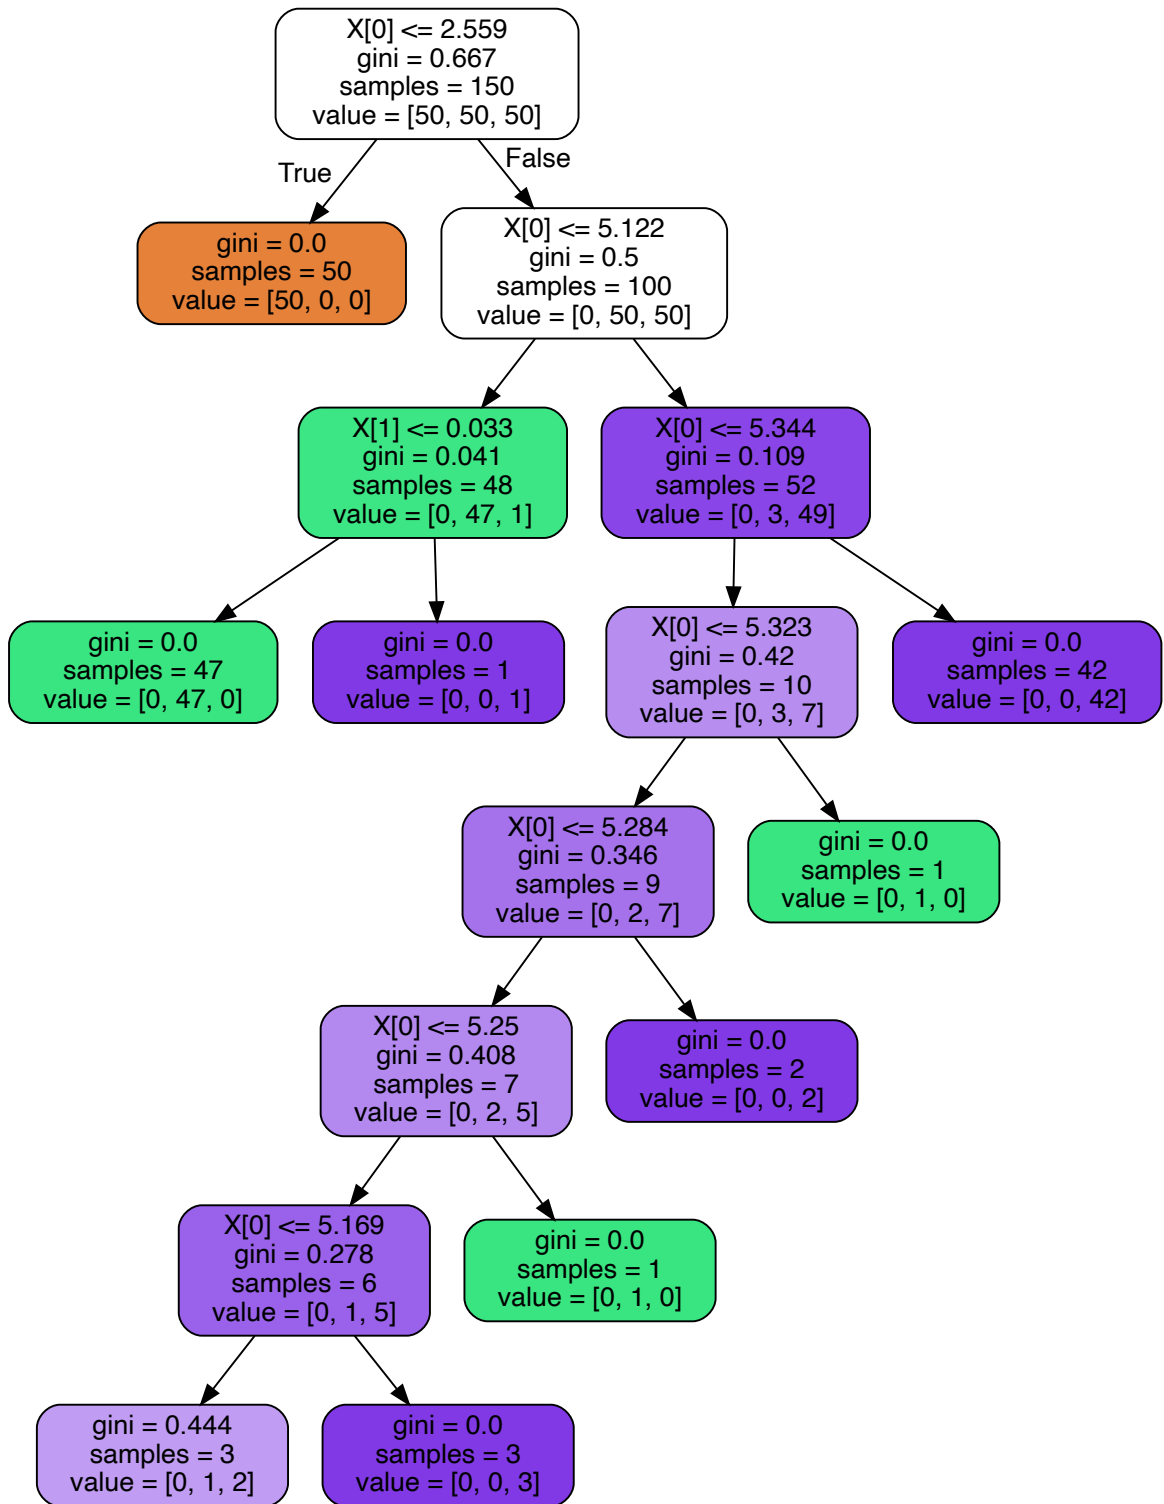 X[0] <= 2.559
gini = 0.667
samples = 150
value = [50, 50, 50]
True
False
gini = 0.0
samples = 50
value = [50, 0, 0]
X[0] <= 5.122
gini = 0.5
samples = 100
value = [0, 50, 50]
X[1] <= 0.033
gini = 0.041
samples = 48
value = [0, 47, 1]
X[0] <= 5.344
gini = 0.109
samples = 52
value = [0, 3, 49]
gini = 0.0
samples = 47
value = [0, 47, 0]
gini = 0.0
samples = 1
value = [0, 0, 1]
X[0] <= 5.323
gini = 0.42
samples = 10
value = [0, 3, 7]
gini = 0.0
samples = 42
value = [0, 0, 42]
X[0] <= 5.284
gini = 0.346
samples = 9
value = [0, 2, 7]
gini = 0.0
samples = 1
value = [0, 1, 0]
X[0] <= 5.25
gini = 0.408
samples = 7
value = [0, 2, 5]
gini = 0.0
samples = 2
value = [0, 0, 2]
X[0] <= 5.169
gini = 0.278
samples = 6
value = [0, 1, 5]
gini = 0.0
samples = 1
value = [0, 1, 0]
gini = 0.444
samples = 3
value = [0, 1, 2]
gini = 0.0
samples = 3
value = [0, 0, 3]